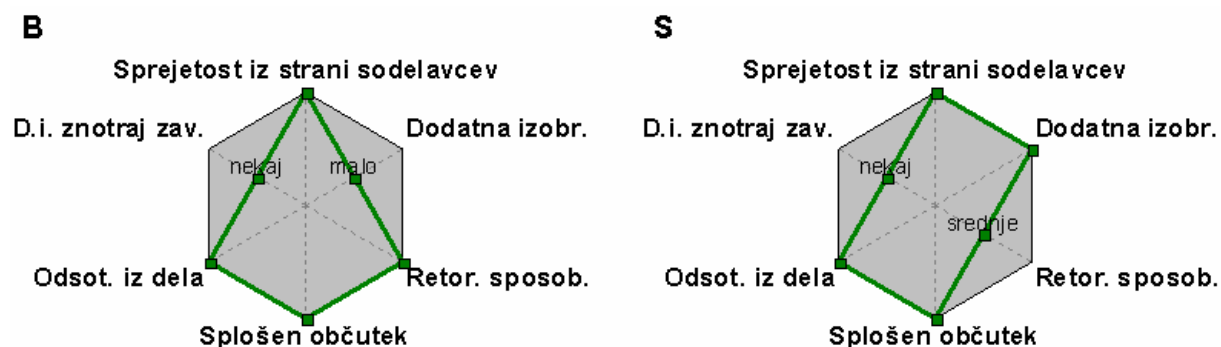 B
Sprejetost iz strani sodelavcev
D.i. znotraj zav.
Dodatna izobr.
nekaj
malo
Odsot. iz dela
Retor. sposob.
Splošen občutek
S
Sprejetost iz strani sodelavcev
D.i. znotraj zav.
Dodatna izobr.
nekaj
srednje
Odsot. iz dela
Retor. sposob.
Splošen občutek